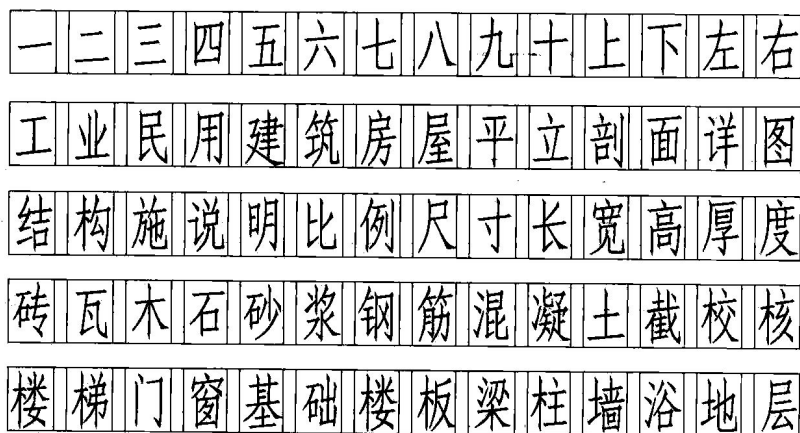 一二三四五六七八九十上下左右
工业民用建筑房屋平立剖面详图
结构施说明比例尺寸长宽高厚度
砖瓦木石砂浆钢筋混凝土截校核
楼梯门窗基础楼板梁柱墙浴地层